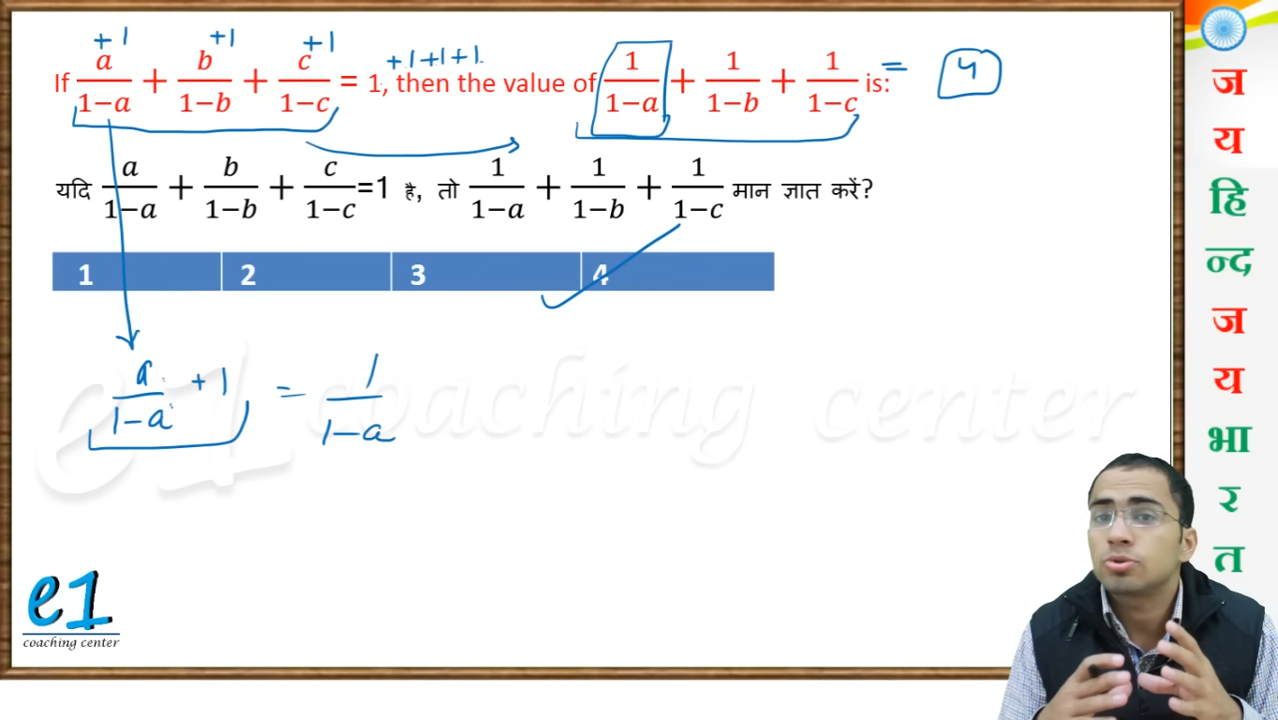 +1 +1 +1 +1+1+1.
If a/(1−a) + b/(1−b) + c/(1−c) = 1, then the value of 1/(1−a) + 1/(1−b) + 1/(1−c) is: = 4
यदि a/(1−a) + b/(1−b) + c/(1−c) =1 है, तो 1/(1−a) + 1/(1−b) + 1/(1−c) मान ज्ञात करें?
1 2 3 4
a/(1−a) + 1 = 1/(1−a)
e1 coaching center
e1
coaching center
ज
य
हि
न्द
ज
य
भा
र
त